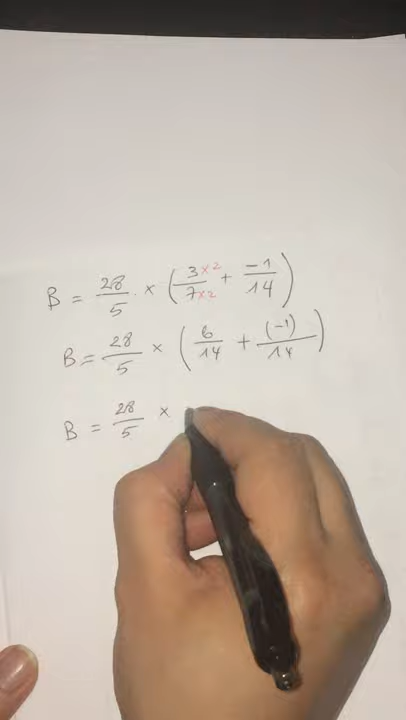 B = 28/5 × (3×2/7×2 + -1/14)
B = 28/5 × (6/14 + (-1)/14)
B = 28/5 ×